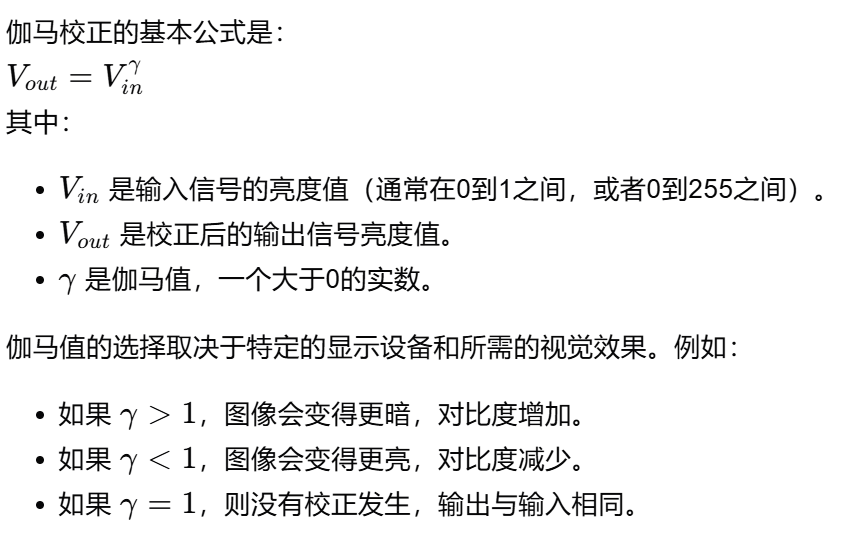 伽马校正的基本公式是：
$V_{out} = V_{in}^{\gamma}$
其中：
• $V_{in}$ 是输入信号的亮度值（通常在0到1之间，或者0到255之间）。
• $V_{out}$ 是校正后的输出信号亮度值。
• $\gamma$ 是伽马值，一个大于0的实数。
伽马值的选择取决于特定的显示设备和所需的视觉效果。例如：
• 如果 $\gamma > 1$，图像会变得更暗，对比度增加。
• 如果 $\gamma < 1$，图像会变得更亮，对比度减少。
• 如果 $\gamma = 1$，则没有校正发生，输出与输入相同。